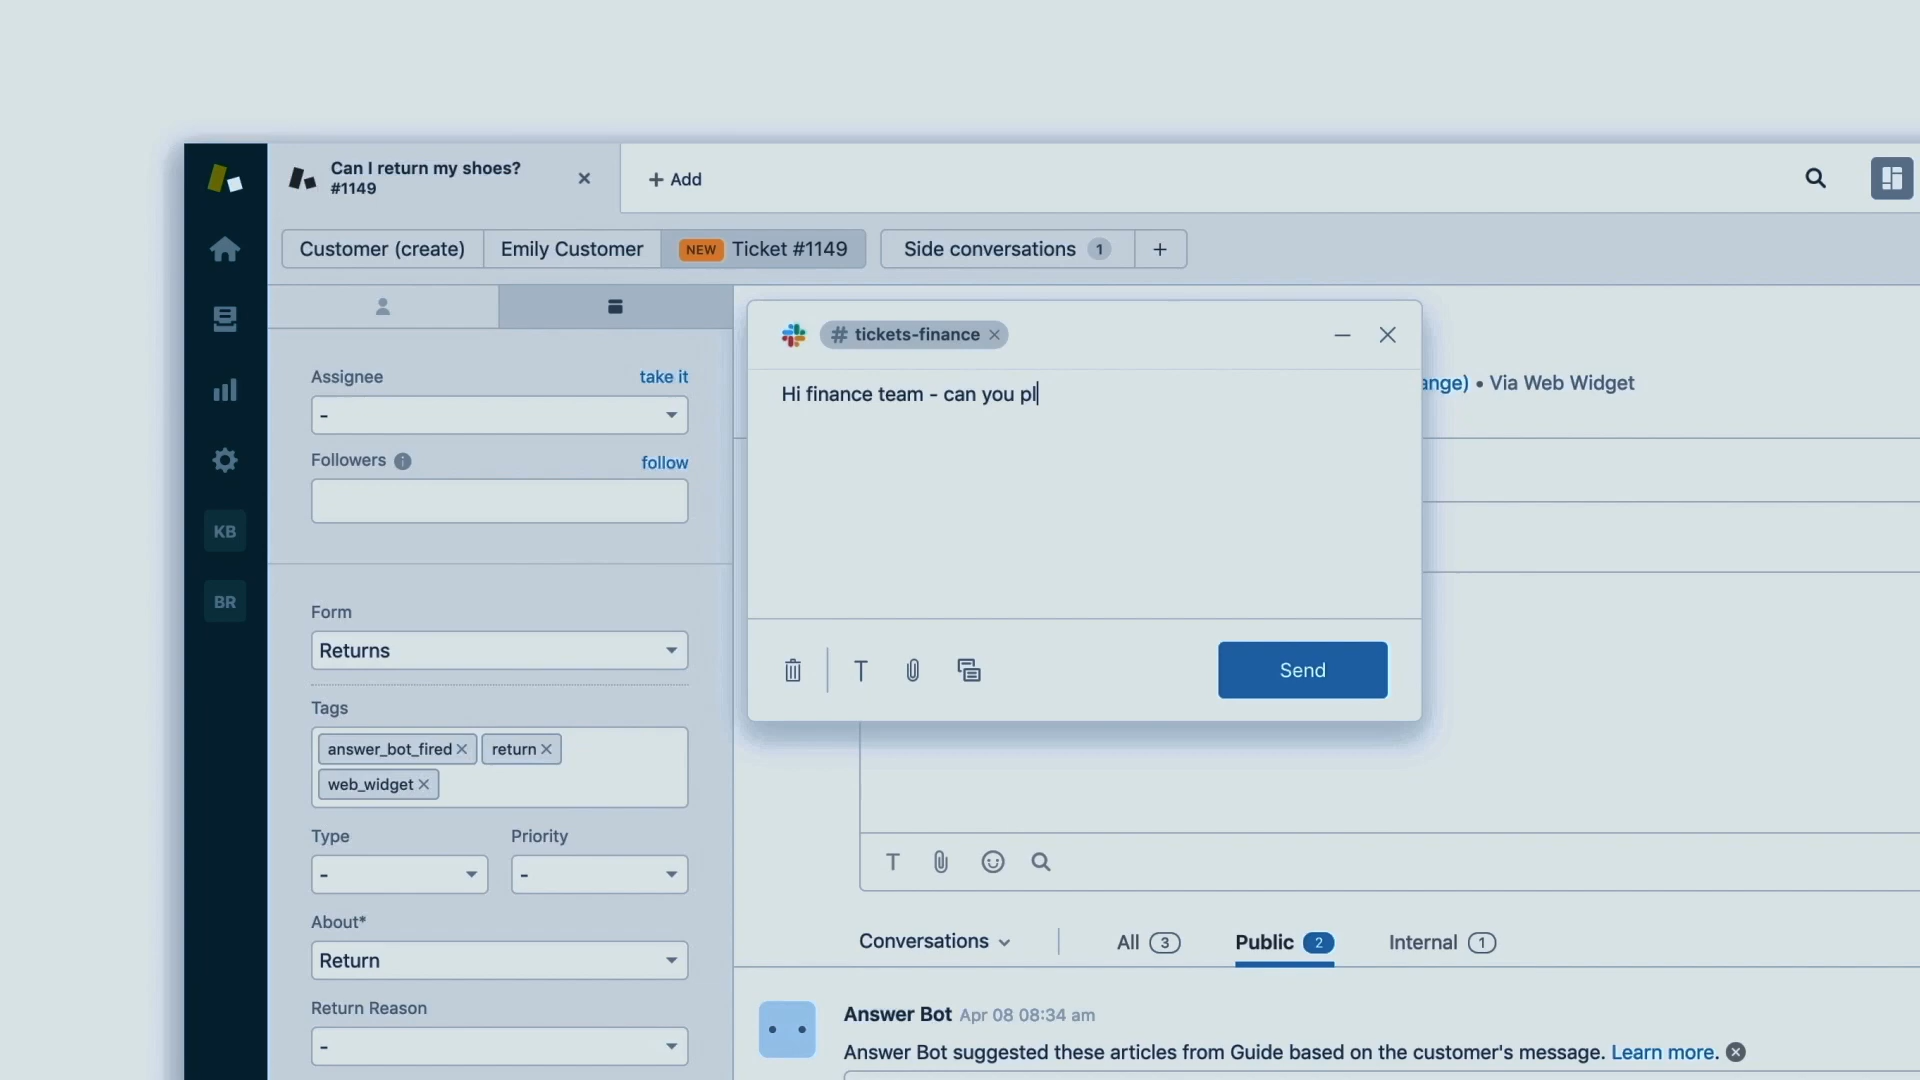 Can I return my shoes?
#1149
+ Add
Customer (create)
Emily Customer
NEW Ticket #1149
Side conversations 1
+
# tickets-finance
Hi finance team - can you pl
Send
ange) • Via Web Widget
KB
BR
Assignee
take it
-
Followers
follow
Form
Returns
Tags
answer_bot_fired
return
web_widget
Type
Priority
-
-
About*
Return
Return Reason
-
Conversations
All 3
Public 2
Internal 1
Answer Bot Apr 08 08:34 am
Answer Bot suggested these articles from Guide based on the customer's message. Learn more.